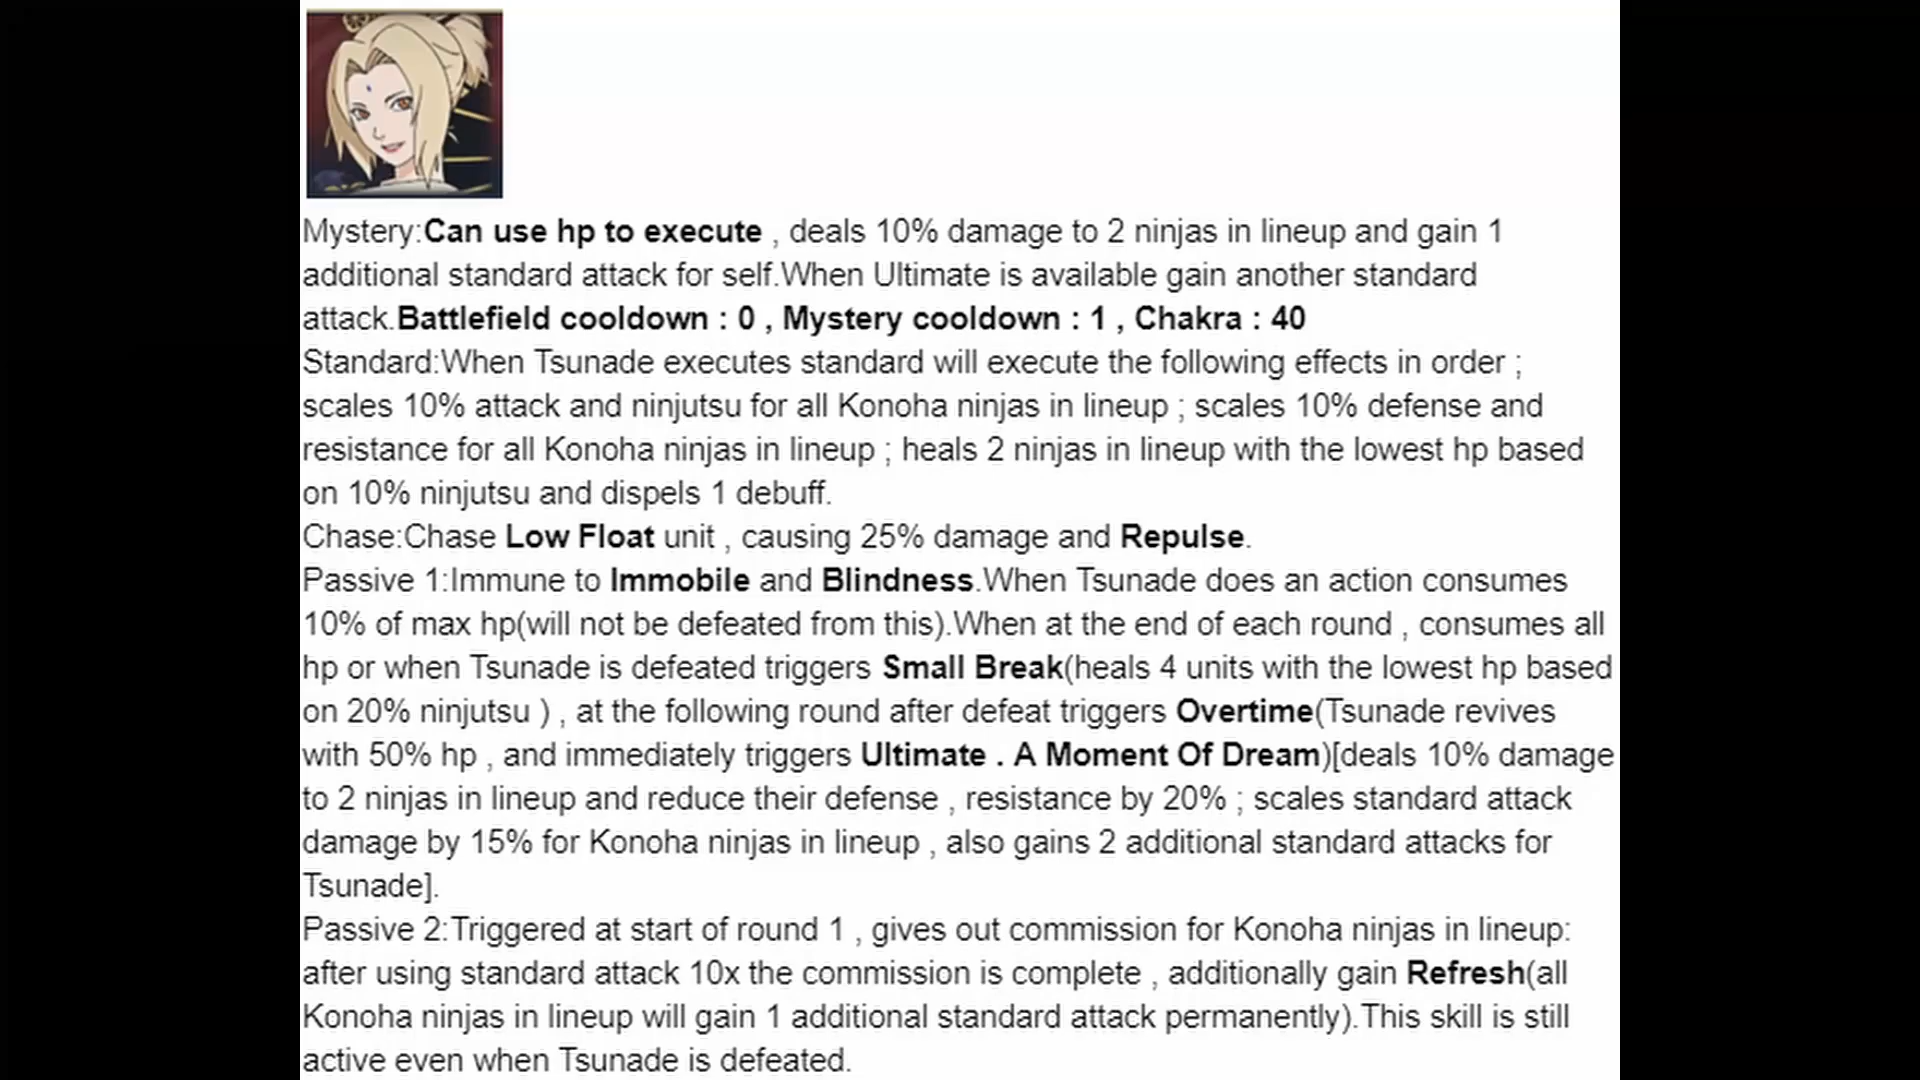 Mystery:Can use hp to execute , deals 10% damage to 2 ninjas in lineup and gain 1
additional standard attack for self.When Ultimate is available gain another standard
attack.Battlefield cooldown : 0 , Mystery cooldown : 1 , Chakra : 40
Standard:When Tsunade executes standard will execute the following effects in order ;
scales 10% attack and ninjutsu for all Konoha ninjas in lineup ; scales 10% defense and
resistance for all Konoha ninjas in lineup ; heals 2 ninjas in lineup with the lowest hp based
on 10% ninjutsu and dispels 1 debuff.
Chase:Chase Low Float unit , causing 25% damage and Repulse.
Passive 1:Immune to Immobile and Blindness.When Tsunade does an action consumes
10% of max hp(will not be defeated from this).When at the end of each round , consumes all
hp or when Tsunade is defeated triggers Small Break(heals 4 units with the lowest hp based
on 20% ninjutsu ) , at the following round after defeat triggers Overtime(Tsunade revives
with 50% hp , and immediately triggers Ultimate . A Moment Of Dream)[deals 10% damage
to 2 ninjas in lineup and reduce their defense , resistance by 20% ; scales standard attack
damage by 15% for Konoha ninjas in lineup , also gains 2 additional standard attacks for
Tsunade].
Passive 2:Triggered at start of round 1 , gives out commission for Konoha ninjas in lineup:
after using standard attack 10x the commission is complete , additionally gain Refresh(all
Konoha ninjas in lineup will gain 1 additional standard attack permanently).This skill is still
active even when Tsunade is defeated.